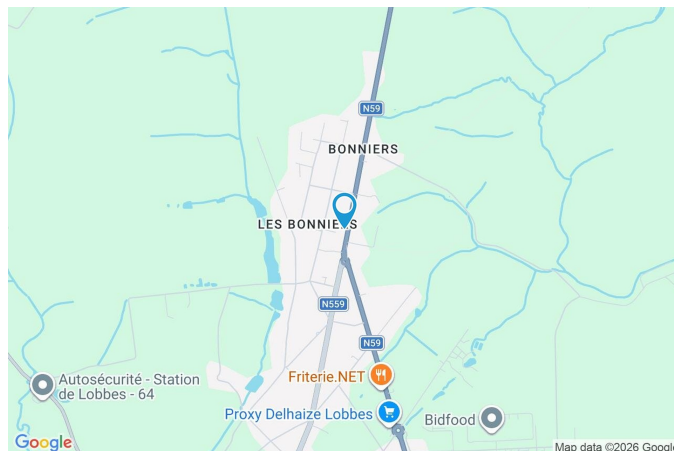 N59
BONNIERS
LES BONNIERS
N559
N59
Friterie.NET
Autosécurité - Station
de Lobbes - 64
Proxy Delhaize Lobbes
Bidfood
Google
Map data ©2026 Google